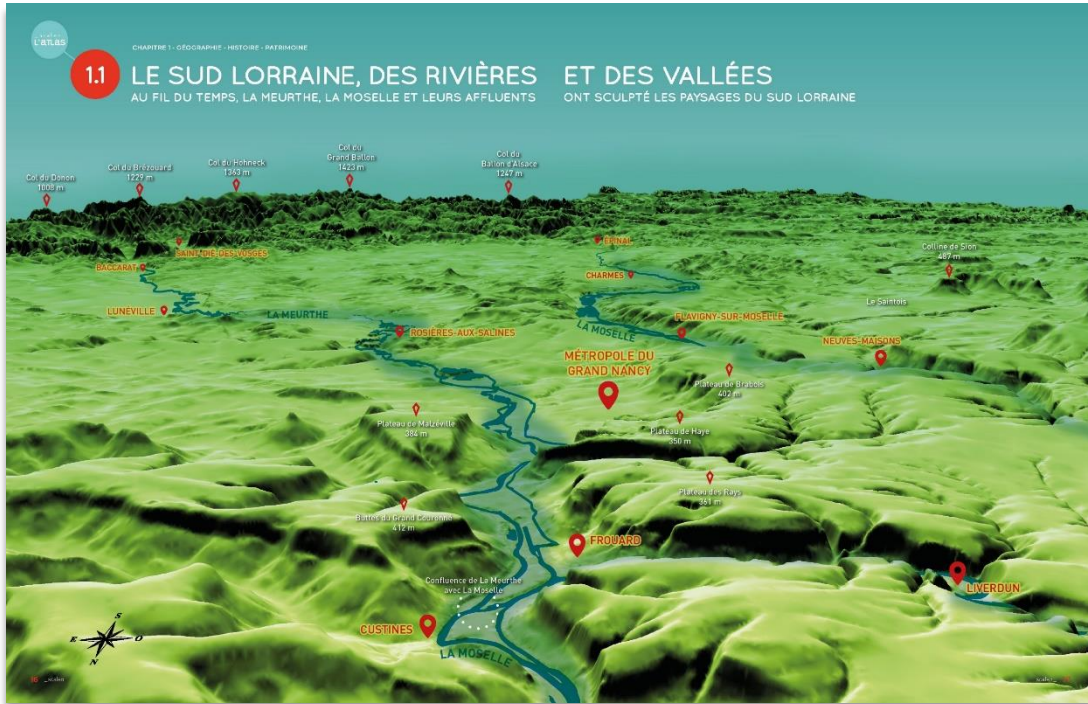 _scalen
L'ATLAS
CHAPITRE 1 - GÉOGRAPHIE - HISTOIRE - PATRIMOINE
1.1
LE SUD LORRAINE, DES RIVIÈRES ET DES VALLÉES
AU FIL DU TEMPS, LA MEURTHE, LA MOSELLE ET LEURS AFFLUENTS ONT SCULPTÉ LES PAYSAGES DU SUD LORRAINE
Col du Donon
1008 m
Col du Brézouard
1229 m
Col du Hohneck
1363 m
Col du
Grand Ballon
1423 m
Col du
Ballon d'Alsace
1247 m
SAINT-DIÉ-DES-VOSGES
BACCARAT
ÉPINAL
CHARMES
Colline de Sion
487 m
Le Saintois
LUNÉVILLE
LA MEURTHE
ROSIÈRES-AUX-SALINES
LA MOSELLE
FLAVIGNY-SUR-MOSELLE
NEUVES-MAISONS
MÉTROPOLE DU
GRAND NANCY
Plateau de Brabois
402 m
Plateau de Malzéville
384 m
Plateau de Haye
350 m
Plateau des Rays
361 m
Buttes du Grand Couronné
412 m
FROUARD
Confluence de La Meurthe
avec La Moselle
LIVERDUN
CUSTINES
LA MOSELLE
S
E
O
N
_scalen